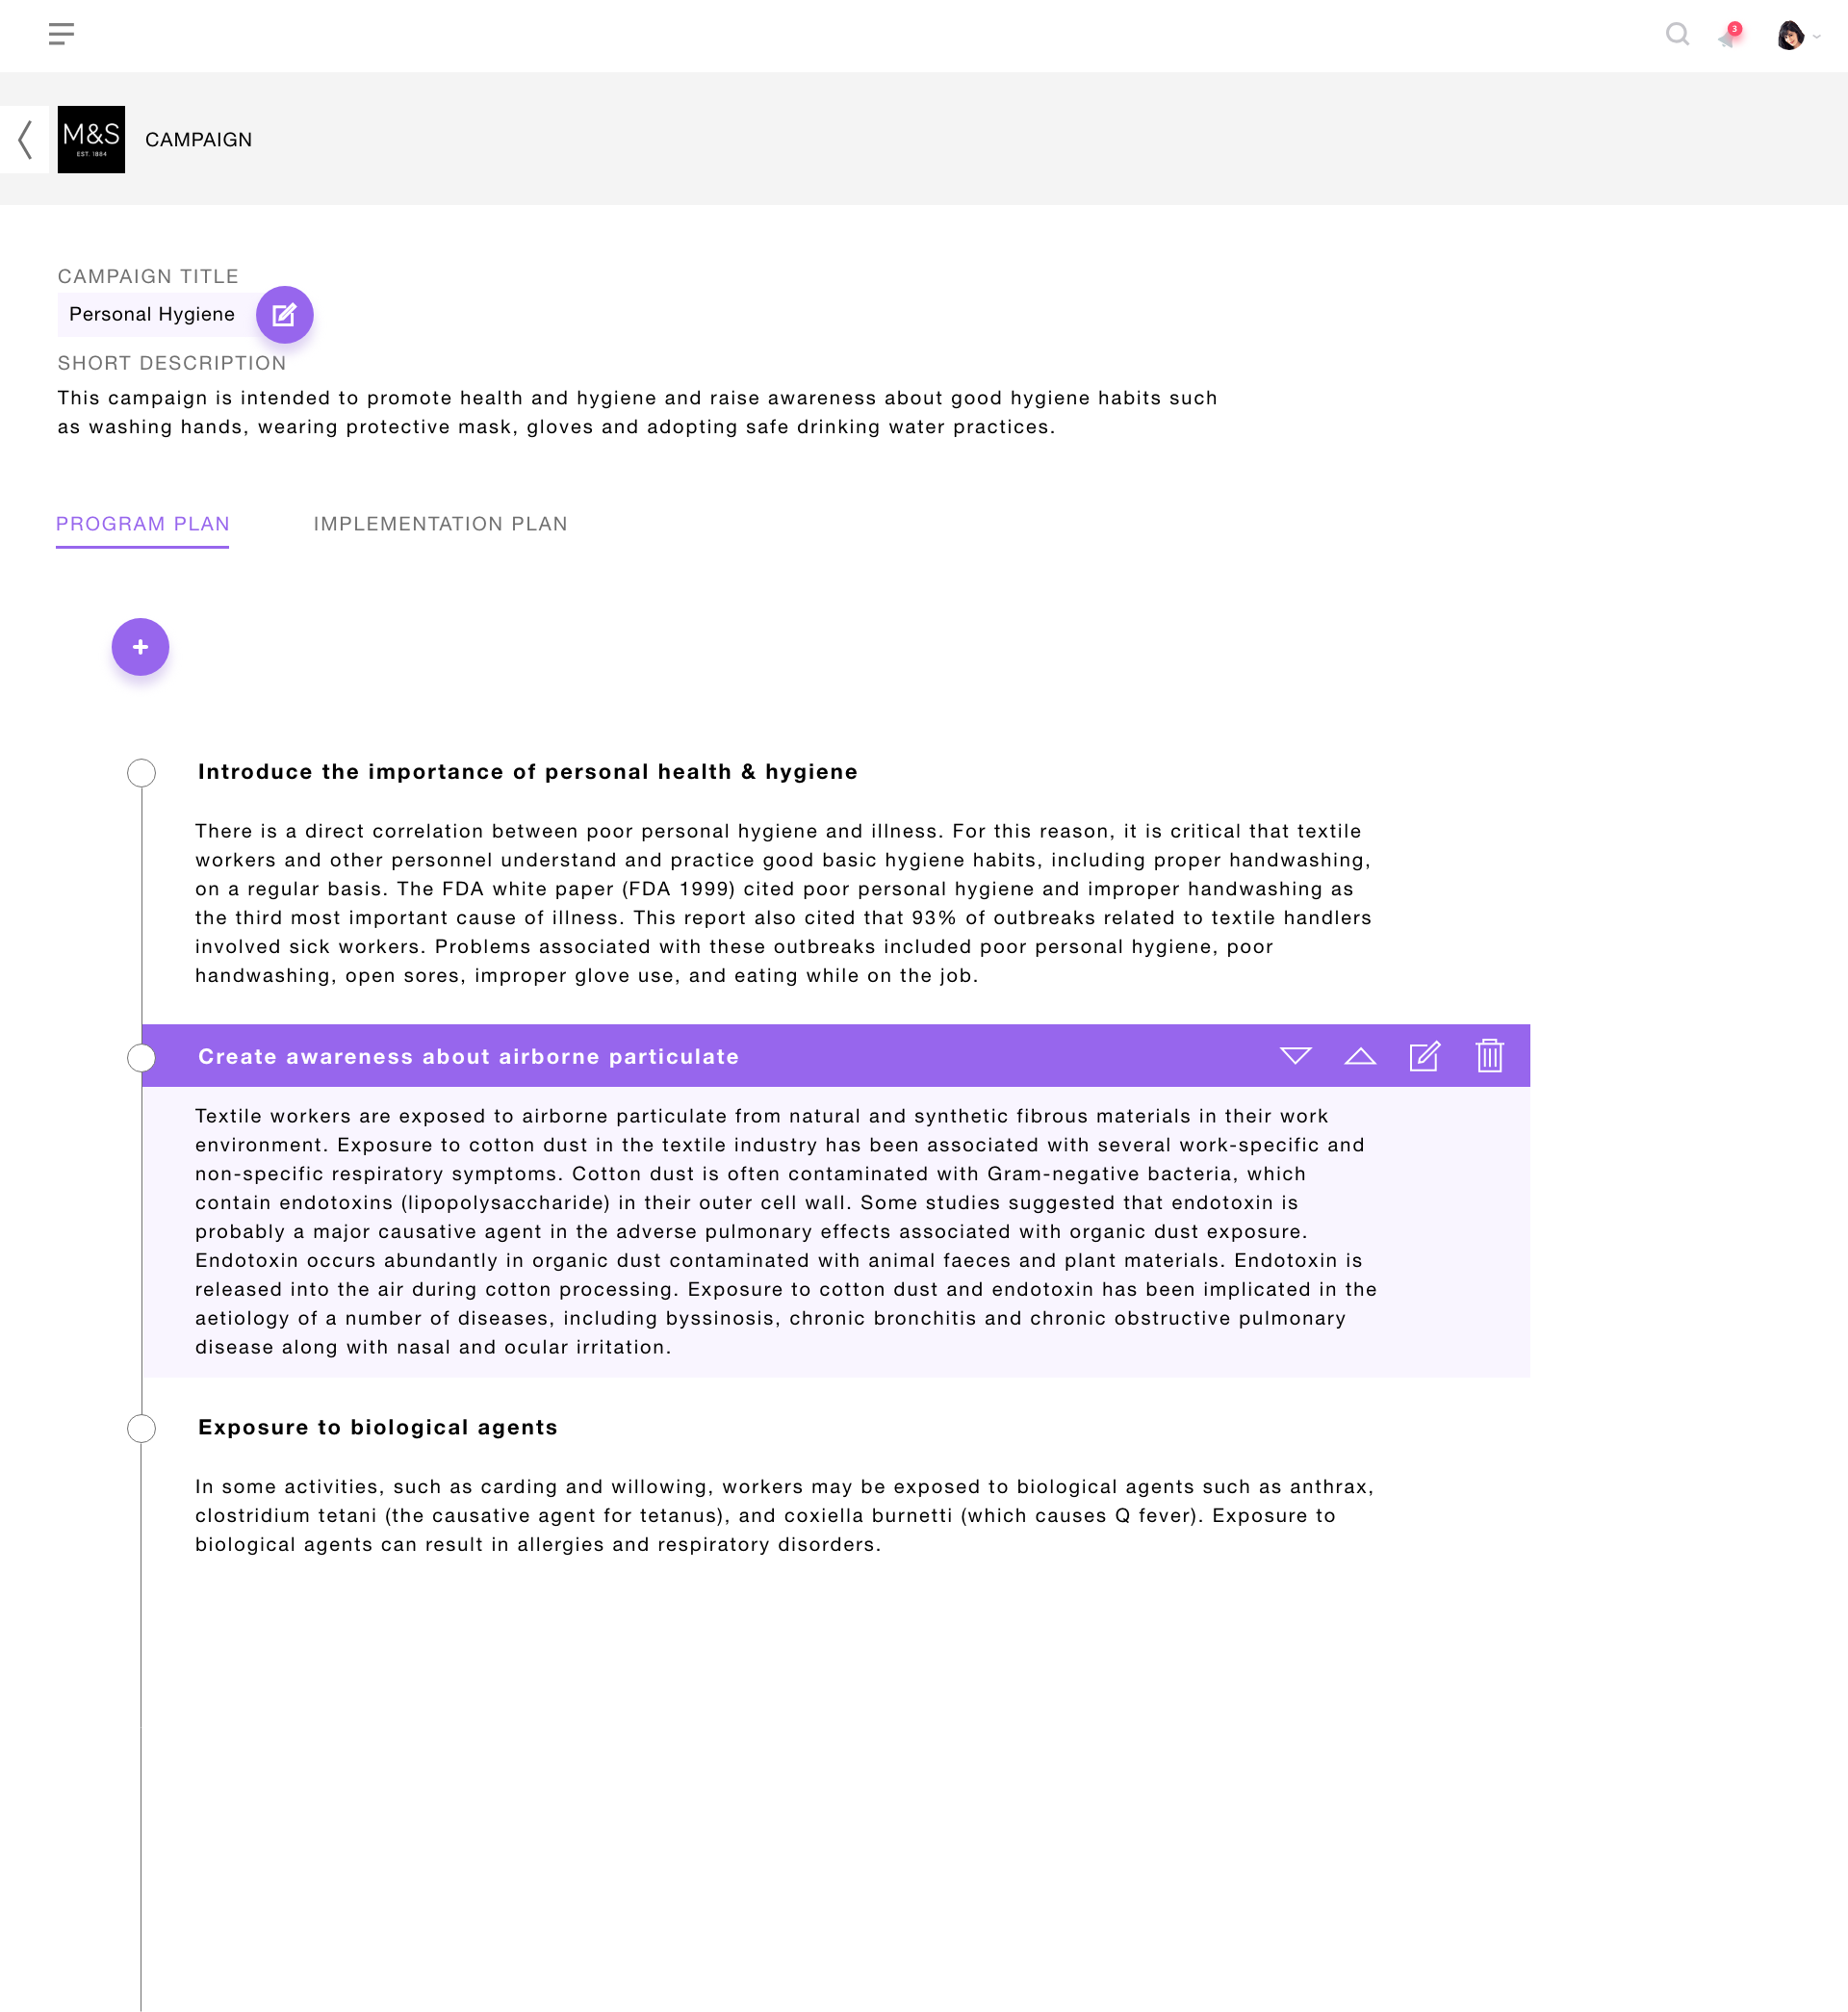 3
M&S
EST. 1884
CAMPAIGN
CAMPAIGN TITLE
Personal Hygiene
SHORT DESCRIPTION
This campaign is intended to promote health and hygiene and raise awareness about good hygiene habits such
as washing hands, wearing protective mask, gloves and adopting safe drinking water practices.
PROGRAM PLAN
IMPLEMENTATION PLAN
Introduce the importance of personal health & hygiene
There is a direct correlation between poor personal hygiene and illness. For this reason, it is critical that textile
workers and other personnel understand and practice good basic hygiene habits, including proper handwashing,
on a regular basis. The FDA white paper (FDA 1999) cited poor personal hygiene and improper handwashing as
the third most important cause of illness. This report also cited that 93% of outbreaks related to textile handlers
involved sick workers. Problems associated with these outbreaks included poor personal hygiene, poor
handwashing, open sores, improper glove use, and eating while on the job.
Create awareness about airborne particulate
Textile workers are exposed to airborne particulate from natural and synthetic fibrous materials in their work
environment. Exposure to cotton dust in the textile industry has been associated with several work-specific and
non-specific respiratory symptoms. Cotton dust is often contaminated with Gram-negative bacteria, which
contain endotoxins (lipopolysaccharide) in their outer cell wall. Some studies suggested that endotoxin is
probably a major causative agent in the adverse pulmonary effects associated with organic dust exposure.
Endotoxin occurs abundantly in organic dust contaminated with animal faeces and plant materials. Endotoxin is
released into the air during cotton processing. Exposure to cotton dust and endotoxin has been implicated in the
aetiology of a number of diseases, including byssinosis, chronic bronchitis and chronic obstructive pulmonary
disease along with nasal and ocular irritation.
Exposure to biological agents
In some activities, such as carding and willowing, workers may be exposed to biological agents such as anthrax,
clostridium tetani (the causative agent for tetanus), and coxiella burnetti (which causes Q fever). Exposure to
biological agents can result in allergies and respiratory disorders.